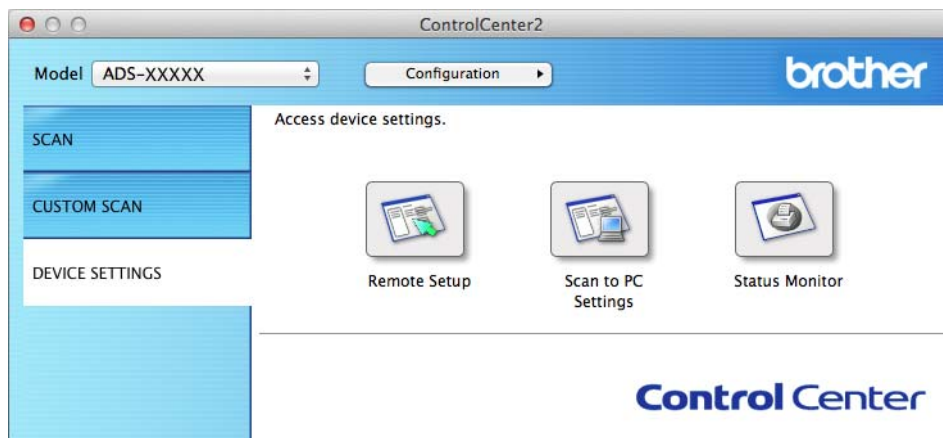 ControlCenter2
Model ADS-XXXXX Configuration
brother
SCAN
CUSTOM SCAN
DEVICE SETTINGS
Access device settings.
Remote Setup
Scan to PC
Settings
Status Monitor
Control Center